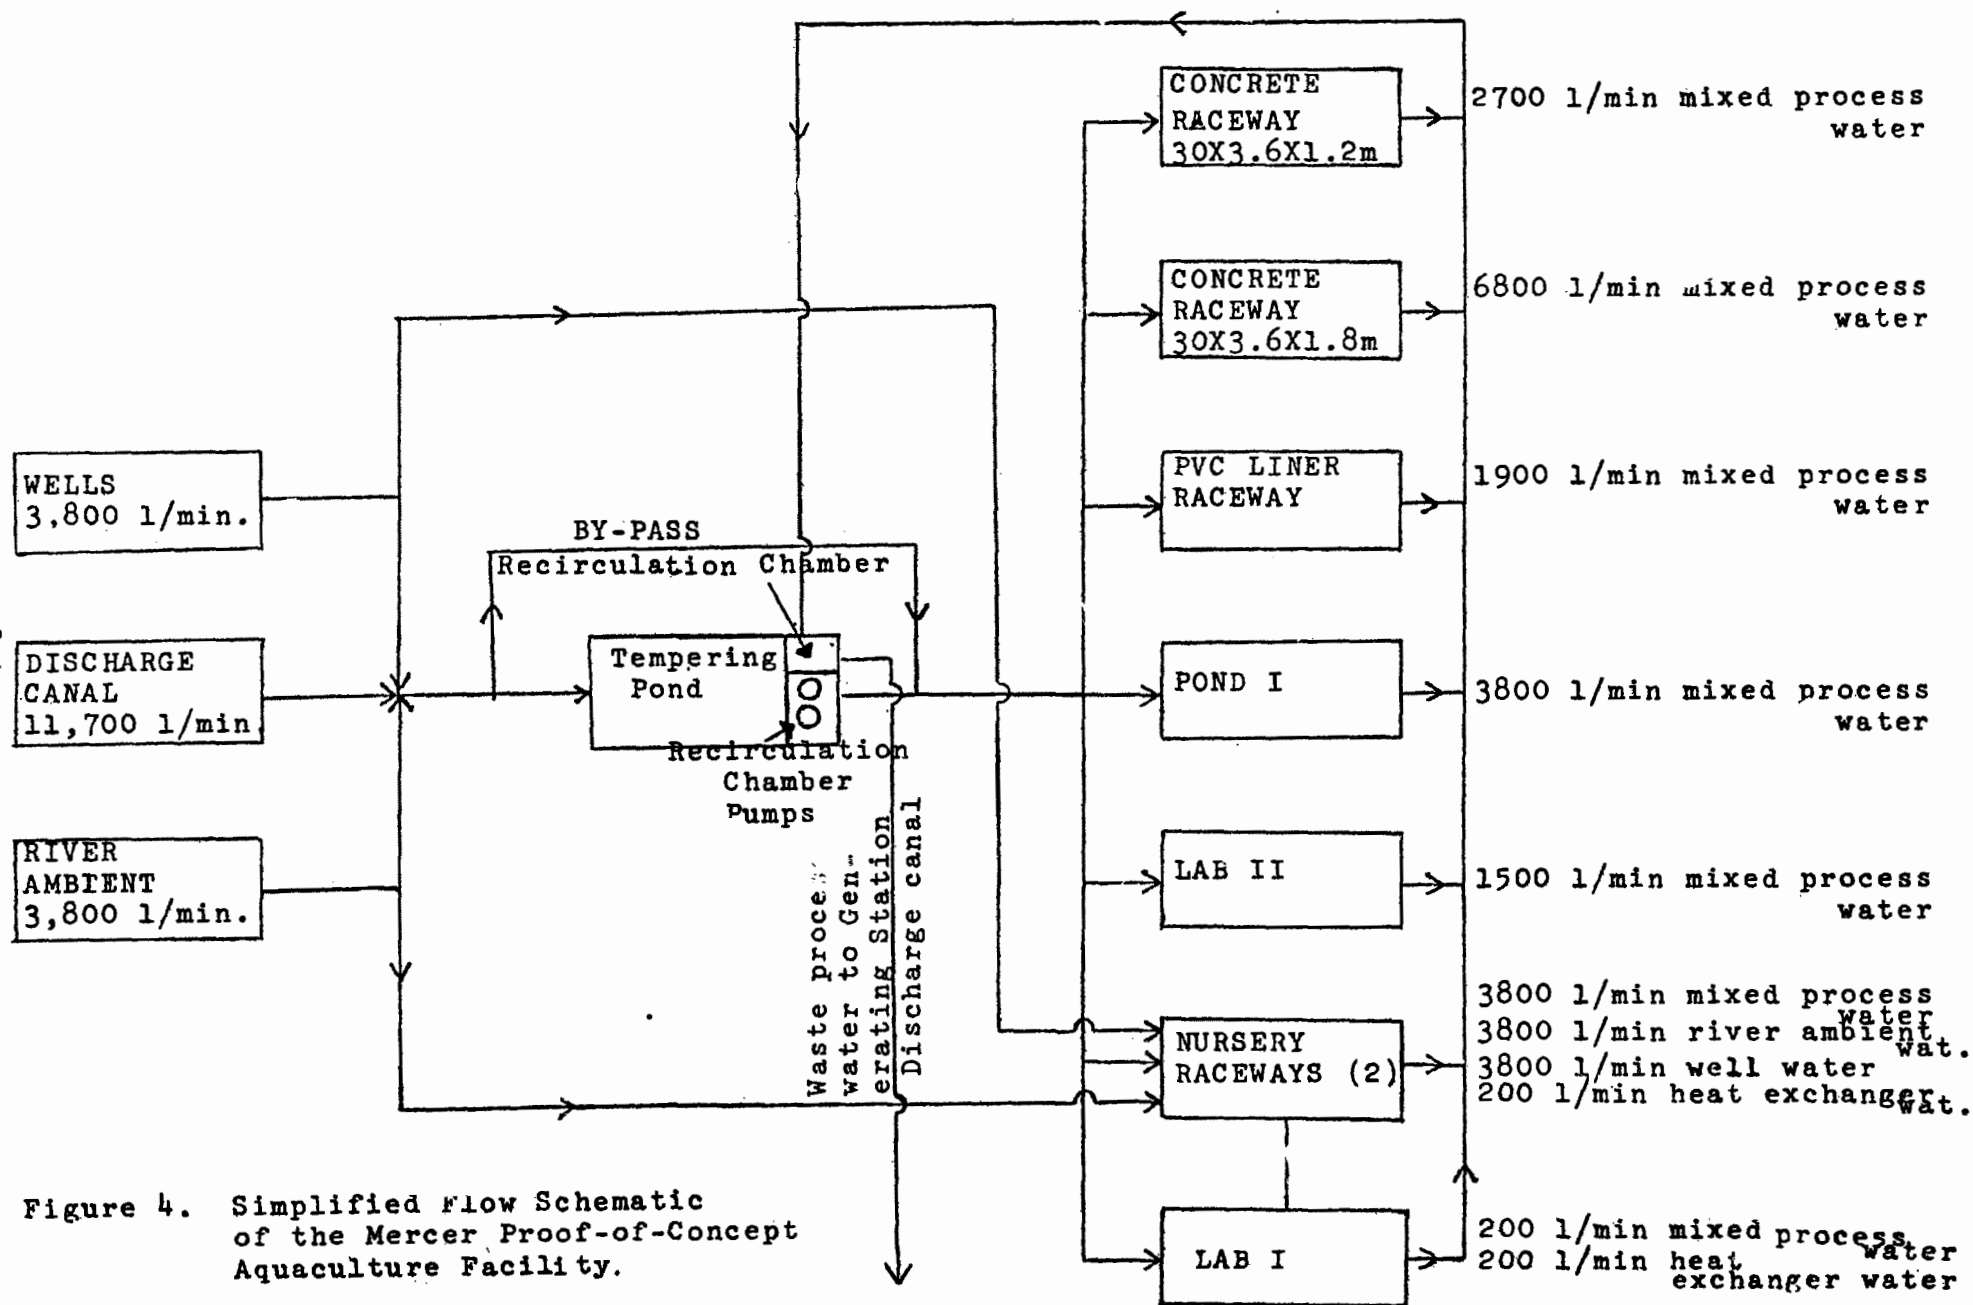 CONCRETE
RACEWAY
30X3.6X1.2m
2700 l/min mixed process
water
CONCRETE
RACEWAY
30X3.6X1.8m
6800 l/min mixed process
water
WELLS
3,800 l/min.
PVC LINER
RACEWAY
1900 l/min mixed process
water
BY-PASS
Recirculation Chamber
DISCHARGE
CANAL
11,700 l/min
Tempering
Pond
Recirculation
Chamber
Pumps
POND I
3800 l/min mixed process
water
RIVER
AMBIENT
3,800 l/min.
LAB II
1500 l/min mixed process
water
Waste proces
water to Gen-
erating Station
Discharge canal
NURSERY
RACEWAYS (2)
3800 l/min mixed process
water
3800 l/min river ambient
wat.
3800 l/min well water
200 l/min heat exchanger
wat.
LAB I
200 l/min mixed process
water
200 l/min heat
exchanger water
Figure 4. Simplified Flow Schematic
of the Mercer Proof-of-Concept
Aquaculture Facility.